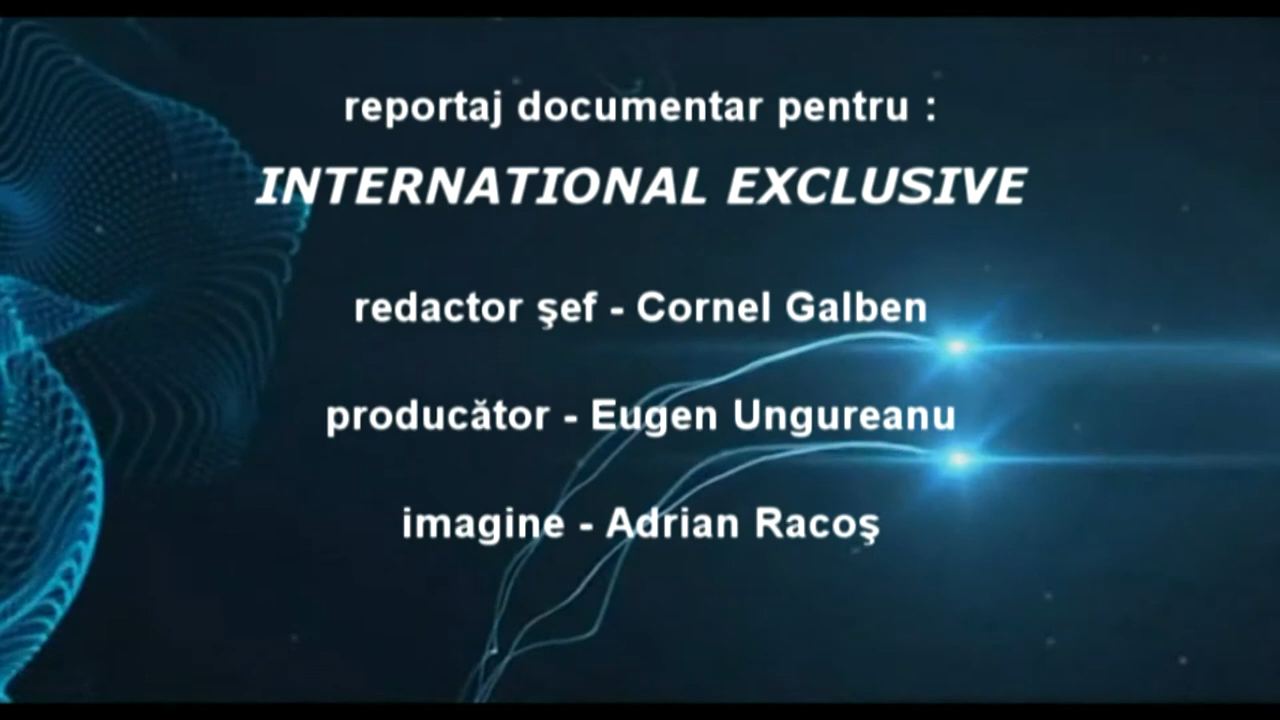 reportaj documentar pentru :
INTERNATIONAL EXCLUSIVE
redactor şef - Cornel Galben
producător - Eugen Ungureanu
imagine - Adrian Racoş